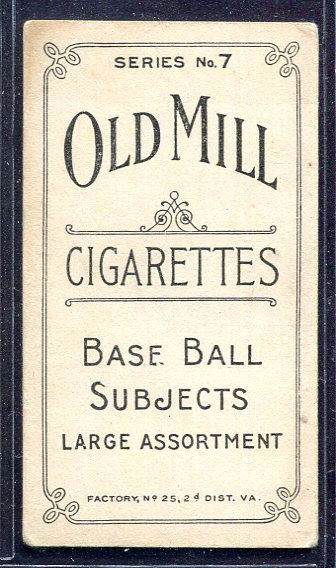 SERIES No. 7
OLD MILL
CIGARETTES
BASE BALL
SUBJECTS
LARGE ASSORTMENT
FACTORY, Nº 25, 2d DIST. VA.